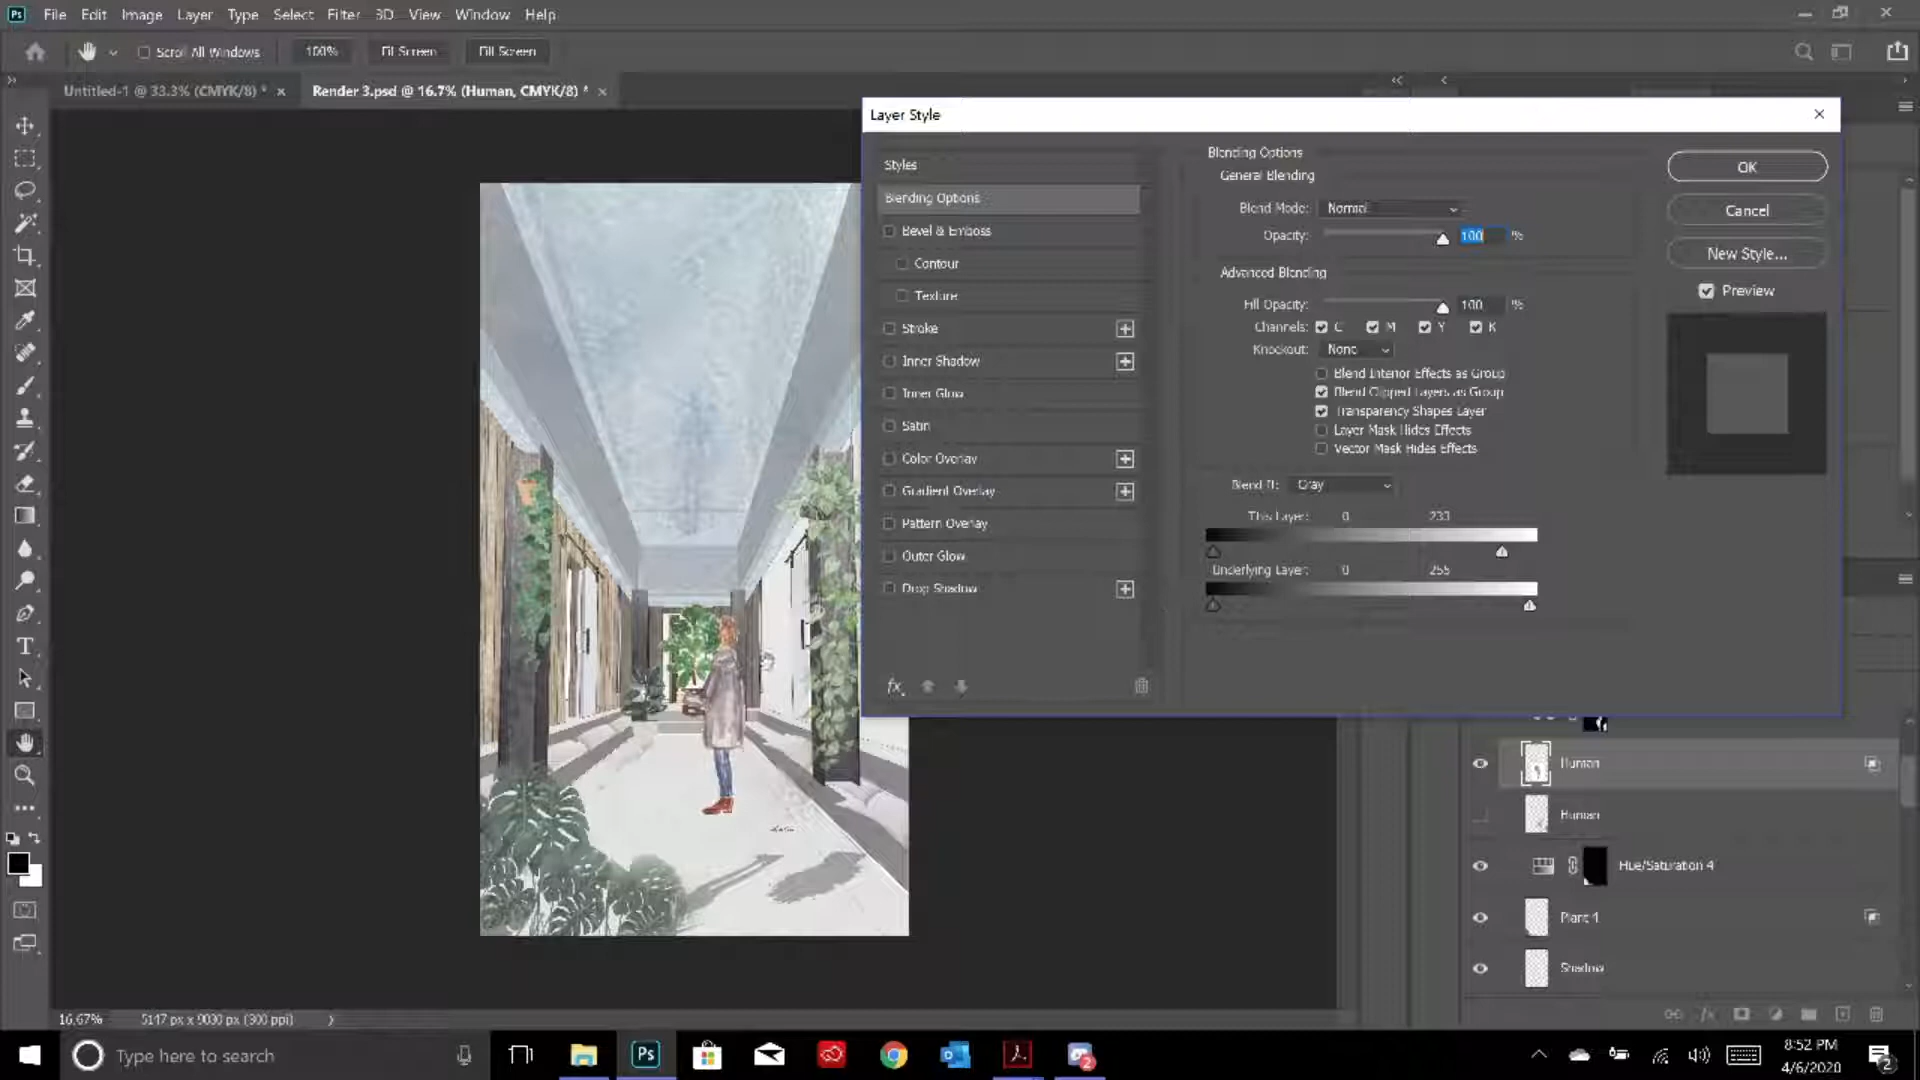 Ps File Edit Image Layer Type Select Filter 3D View Window Help
Scroll All Windows 100% Fit Screen Fill Screen
Untitled-1 @ 33.3% (CMYK/8) * × Render 3.psd @ 16.7% (Human, CMYK/8) * ×
Layer Style
Styles
Blending Options
Bevel & Emboss
Contour
Texture
Stroke
Inner Shadow
Inner Glow
Satin
Color Overlay
Gradient Overlay
Pattern Overlay
Outer Glow
Drop Shadow
fx
Blending Options
General Blending
Blend Mode: Normal
Opacity: 100 %
Advanced Blending
Fill Opacity: 100 %
Channels: C M Y K
Knockout: None
Blend Interior Effects as Group
Blend Clipped Layers as Group
Transparency Shapes Layer
Layer Mask Hides Effects
Vector Mask Hides Effects
Blend If: Gray
This Layer: 0 233
Underlying Layer: 0 255
OK
Cancel
New Style...
Preview
Human
Human
Hue/Saturation 4
Plant 1
Shadow
16.67% 5147 px x 9030 px (300 ppi)
Type here to search
Ps
2
8:52 PM
4/6/2020
2